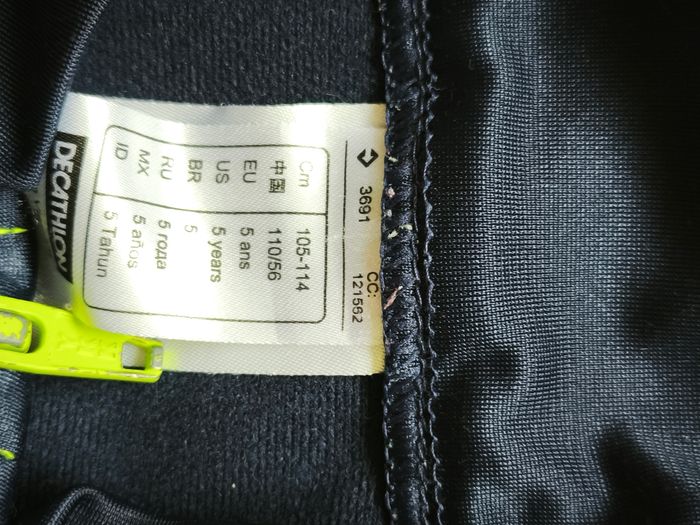 3691
CC:
121562
Cm 105-114
中国 110/56
EU 5 ans
US 5 years
BR 5
RU 5 года
MX 5 años
ID 5 Tahun
DECATHLON